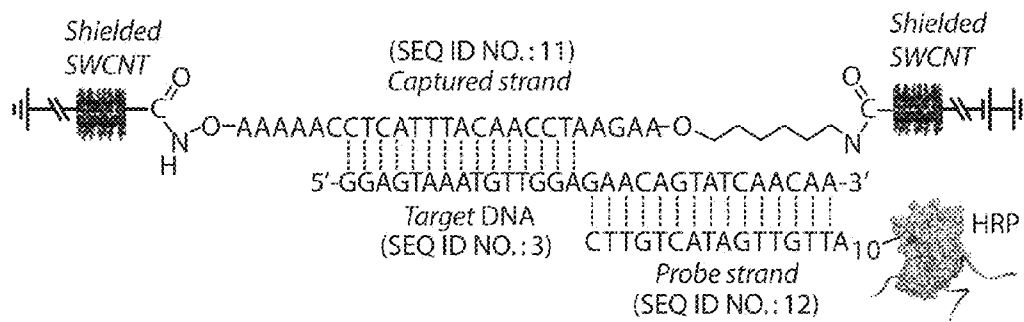 Shielded
SWCNT
(SEQ ID NO.: 11)
Captured strand
Shielded
SWCNT
O
C
N
H
O-AAAAACCTCATTTACAACCTAAGAA-O
O
C
N
5'-GGAGTAAATGTTGGAGAACAGTATCAACAA-3'
Target DNA
(SEQ ID NO.: 3)
CTTGTCATAGTTGTTA10
HRP
Probe strand
(SEQ ID NO.: 12)